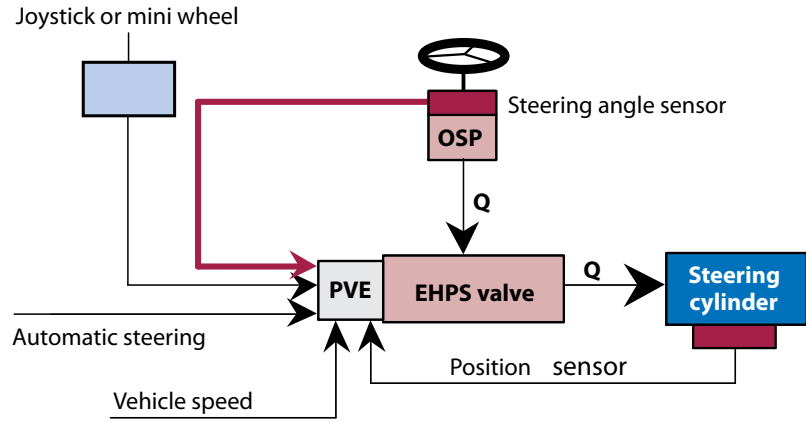 Joystick or mini wheel
Steering angle sensor
OSP
Q
PVE
EHPS valve
Q
Steering
cylinder
Automatic steering
Position sensor
Vehicle speed